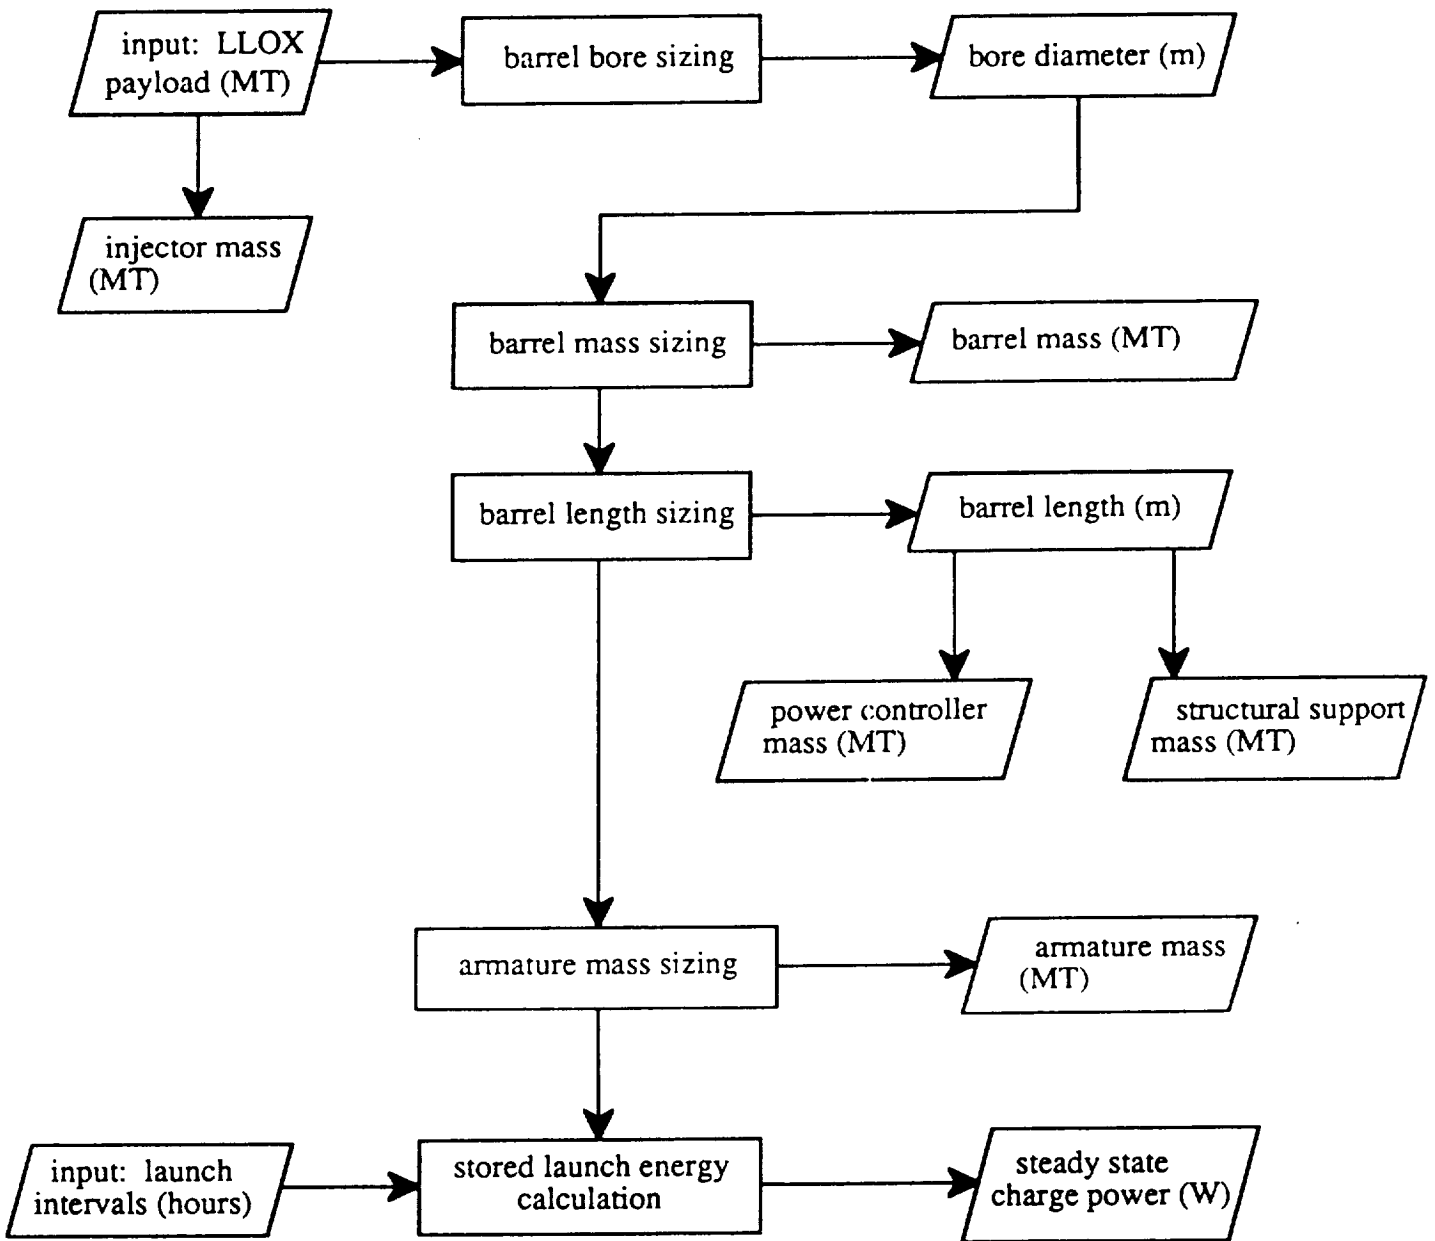 input: LLOX
payload (MT)
barrel bore sizing
bore diameter (m)
injector mass
(MT)
barrel mass sizing
barrel mass (MT)
barrel length sizing
barrel length (m)
power controller
mass (MT)
structural support
mass (MT)
armature mass sizing
armature mass
(MT)
input: launch
intervals (hours)
stored launch energy
calculation
steady state
charge power (W)